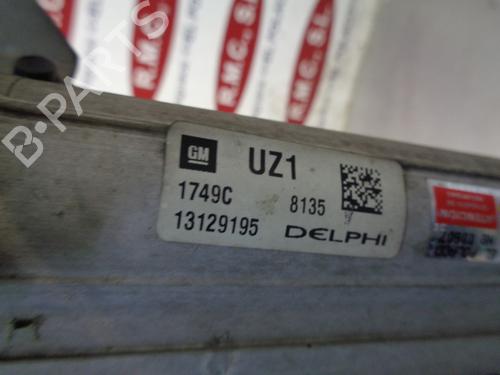 R.M.C. S.L.
B-PARTS
GM
UZ1
1749C
8135
13129195
DELPHI